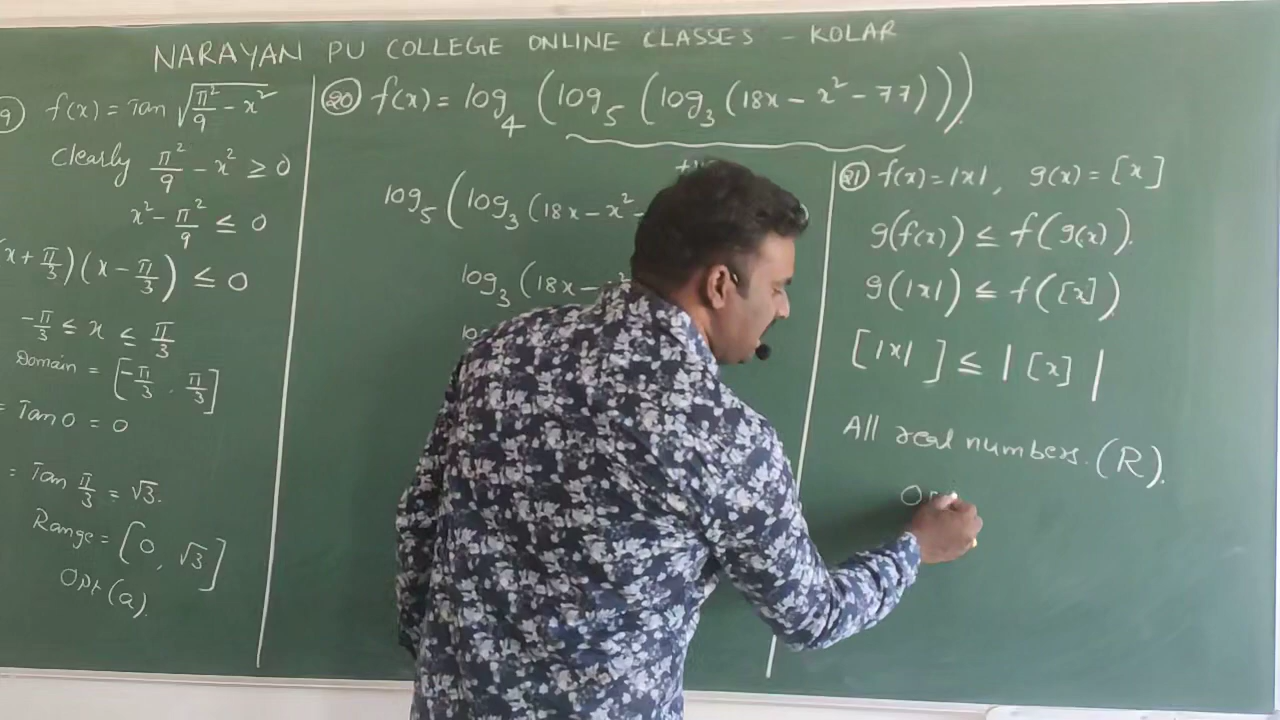 NARAYAN PU COLLEGE ONLINE CLASSES - KOLAR
9) f(x) = Tan √(π²/9 - x²)
Clearly π²/9 - x² ≥ 0
x² - π²/9 ≤ 0
(x + π/3)(x - π/3) ≤ 0
-π/3 ≤ x ≤ π/3
Domain = [-π/3, π/3]
= Tan 0 = 0
= Tan π/3 = √3.
Range = [0, √3]
Opt (a).
20 f(x) = log₄ (log₅ (log₃ (18x - x² - 77))).
log₅ (log₃ (18x - x² -
log₃ (18x - x²
21 f(x) = |x|, g(x) = [x]
g(f(x)) ≤ f(g(x)).
g(|x|) ≤ f([x]).
[|x|] ≤ |[x]|
All real numbers. (R).